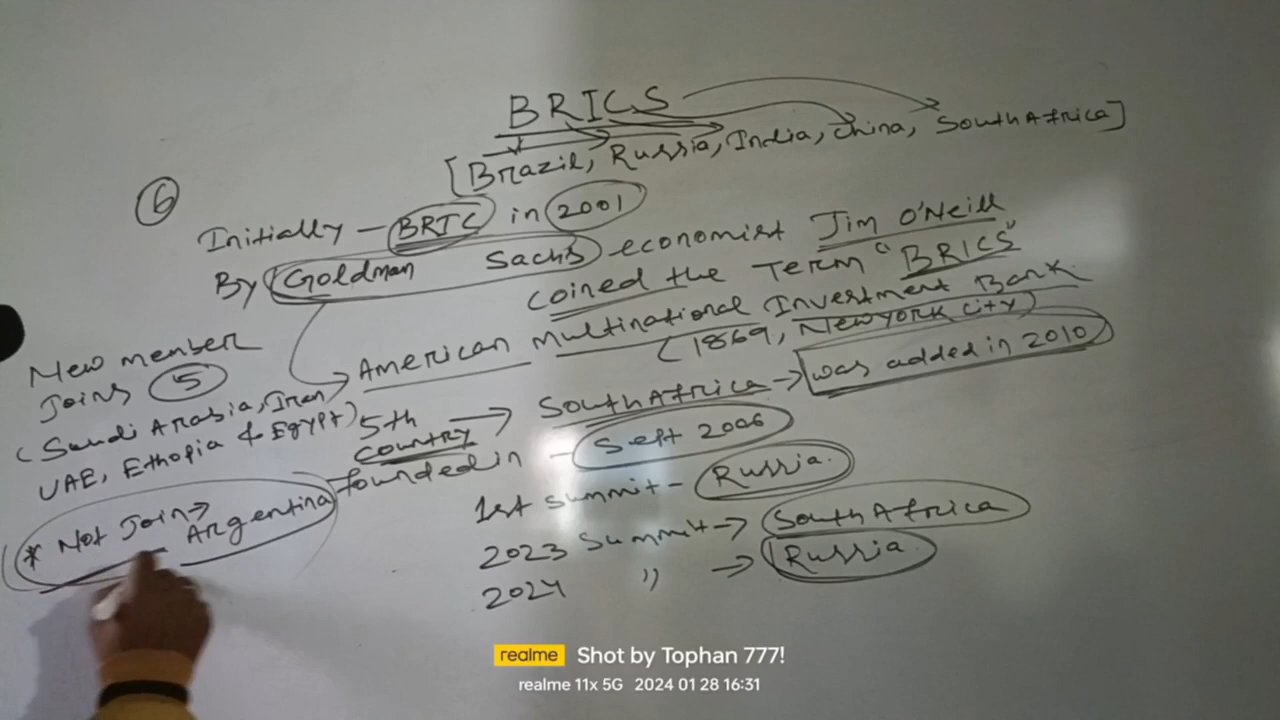 BRICS
[Brazil, Russia, India, China, South Africa]
6
Initially - BRIC in 2001
By Goldman Sachs economist Jim O'Neill
coined the Term "BRICS"
American multinational Investment Bank
(1869, New York City)
5th country → South Africa → was added in 2010
founded in - Sept 2006
1st Summit - Russia.
2023 Summit → South Africa
2024 " → Russia.
New member
Joins 5
(Saudi Arabia, Iran,
UAE, Ethopia & Egypt)
* Not Join →
Argentina
realme Shot by Tophan 777!
realme 11x 5G 2024 01 28 16:31